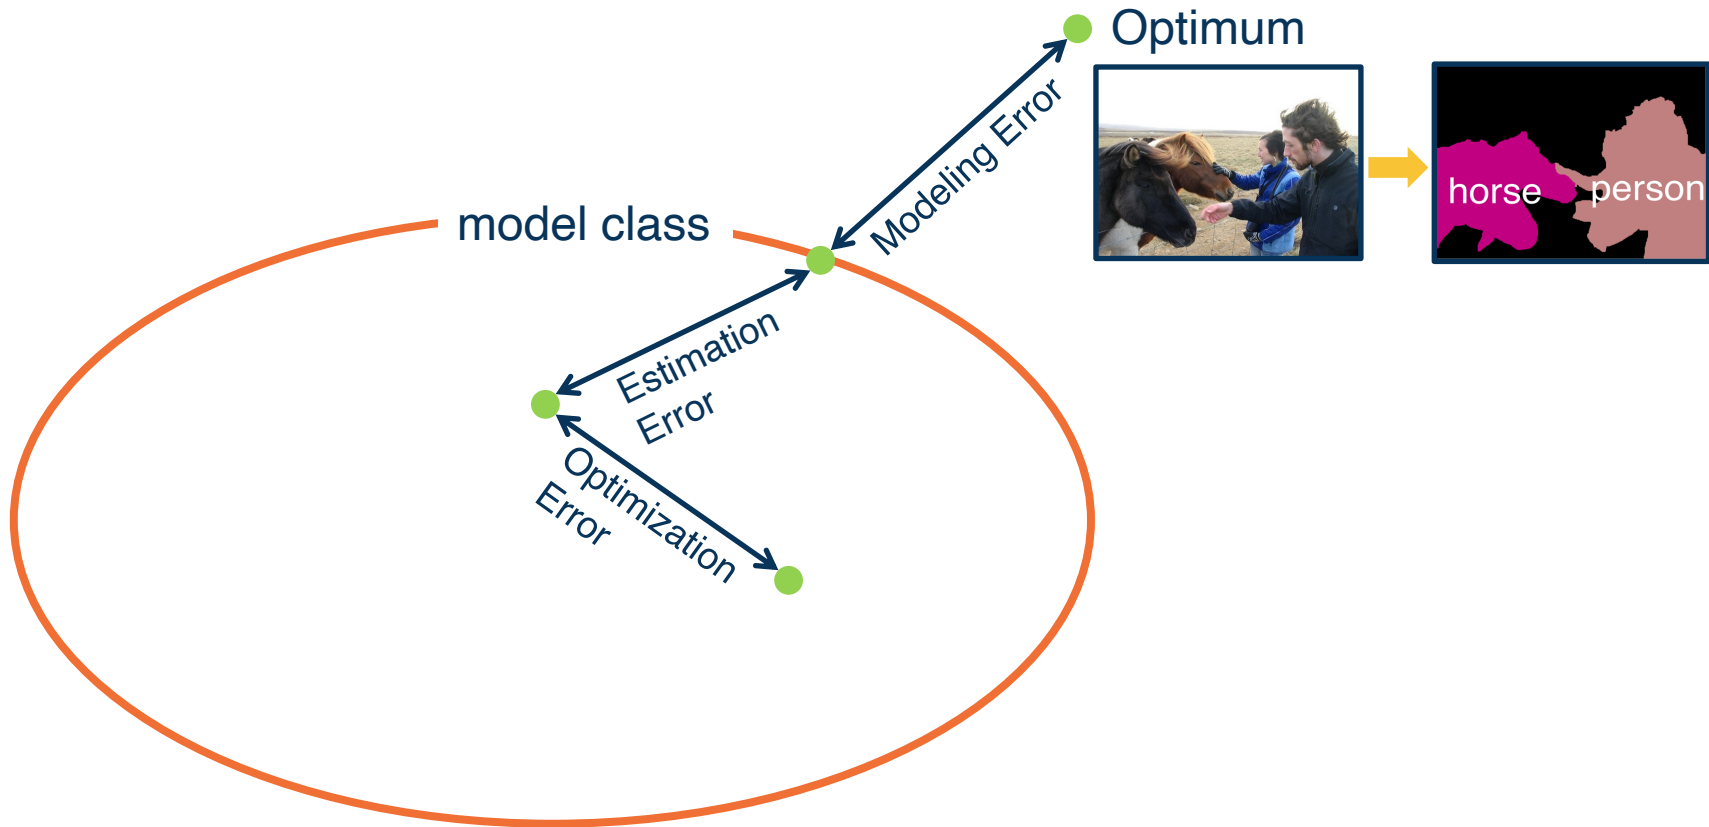 Optimum
Modeling Error
horse
person
model class
Estimation
Error
Optimization
Error